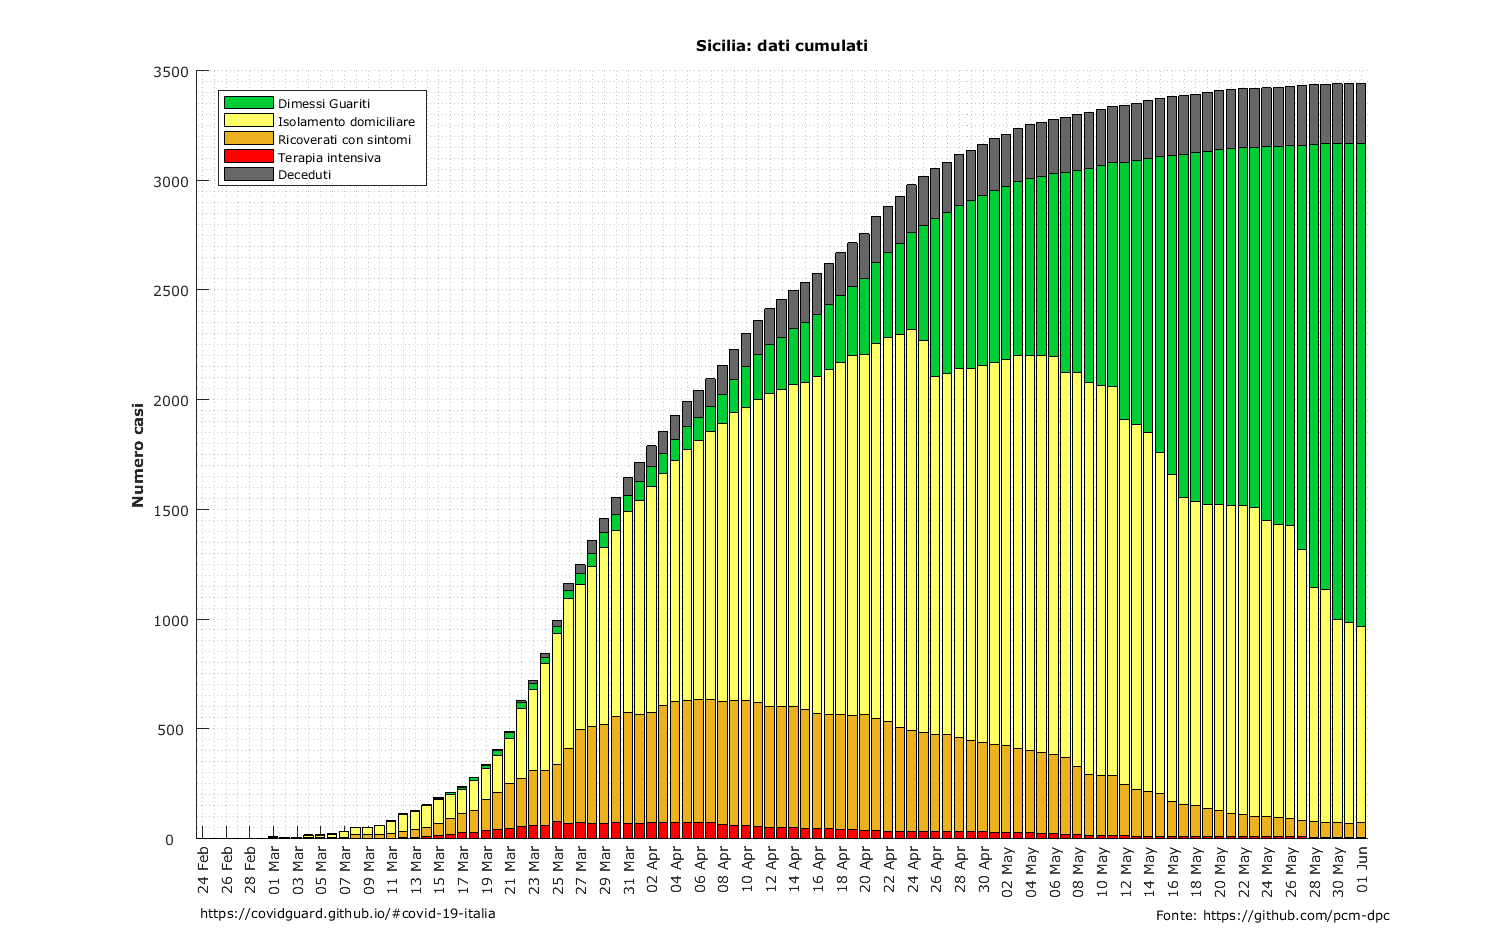 Sicilia: dati cumulati
3500
3000
2500
2000
1500
1000
500
0
Numero casi
Dimessi Guariti
Isolamento domiciliare
Ricoverati con sintomi
Terapia intensiva
Deceduti
24 Feb
26 Feb
28 Feb
01 Mar
03 Mar
05 Mar
07 Mar
09 Mar
11 Mar
13 Mar
15 Mar
17 Mar
19 Mar
21 Mar
23 Mar
25 Mar
27 Mar
29 Mar
31 Mar
02 Apr
04 Apr
06 Apr
08 Apr
10 Apr
12 Apr
14 Apr
16 Apr
18 Apr
20 Apr
22 Apr
24 Apr
26 Apr
28 Apr
30 Apr
02 May
04 May
06 May
08 May
10 May
12 May
14 May
16 May
18 May
20 May
22 May
24 May
26 May
28 May
30 May
01 Jun
https://covidguard.github.io/#covid-19-italia
Fonte: https://github.com/pcm-dpc